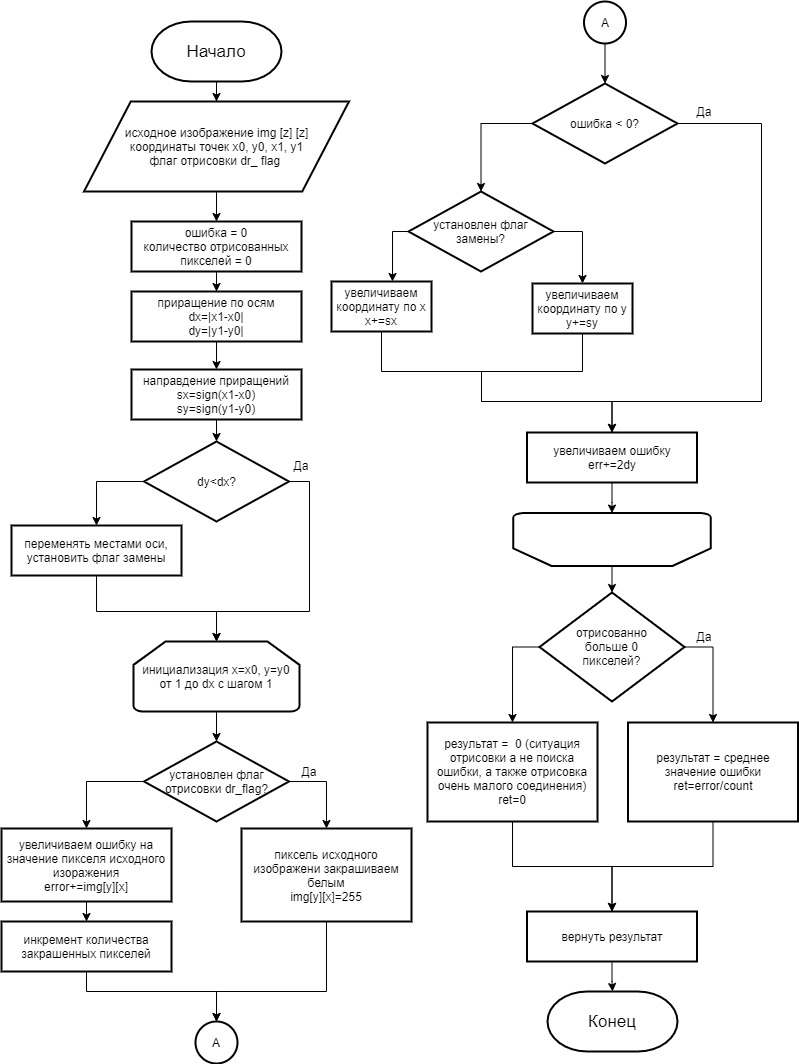 Начало
исходное изображение img [z] [z]
координаты точек x0, y0, x1, y1
флаг отрисовки dr_ flag
ошибка = 0
количество отрисованных
пикселей = 0
приращение по осям
dx=|x1-x0|
dy=|y1-y0|
направдение приращений
sx=sign(x1-x0)
sy=sign(y1-y0)
dy<dx?
Да
переменять местами оси,
установить флаг замены
инициализация x=x0, y=y0
от 1 до dx с шагом 1
установлен флаг
отрисовки dr_flag?
Да
увеличиваем ошибку на
значение пикселя исходного
изоражения
error+=img[y][x]
инкремент количества
закрашенных пикселей
пиксель исходного
изображени закрашиваем
белым
img[y][x]=255
А
А
ошибка < 0?
Да
установлен флаг
замены?
увеличиваем
координату по x
x+=sx
увеличиваем
координату по y
y+=sy
увеличиваем ошибку
err+=2dy
отрисованно
больше 0
пикселей?
Да
результат = 0 (ситуация
отрисовки а не поиска
ошибки, а также отрисовка
очень малого соединения)
ret=0
результат = среднее
значение ошибки
ret=error/count
вернуть результат
Конец